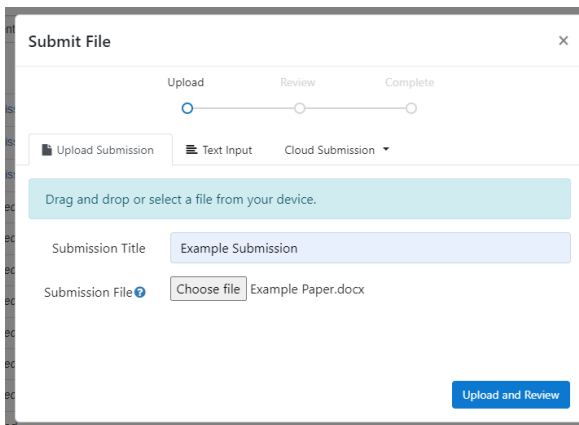 Submit File ×
Upload Review Complete
Upload Submission Text Input Cloud Submission
Drag and drop or select a file from your device.
Submission Title Example Submission
Submission File Choose file Example Paper.docx
Upload and Review